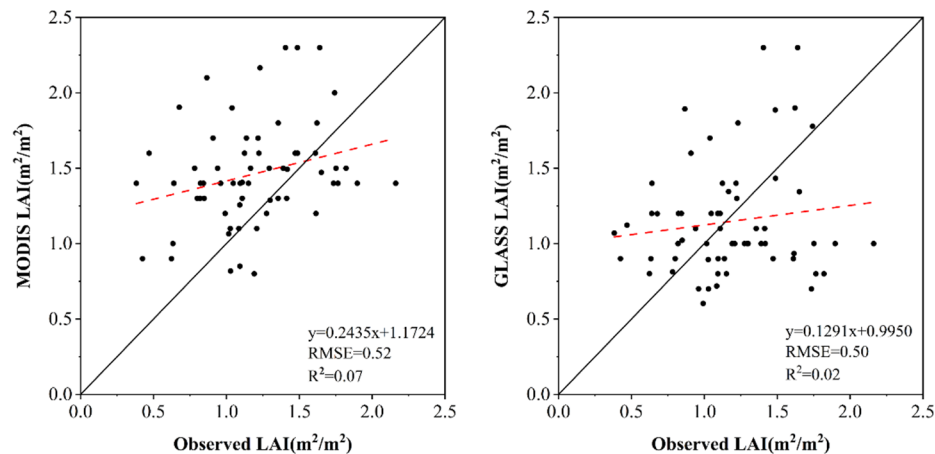 2.5
2.0
1.5
1.0
0.5
0.0
MODIS LAI(m²/m²)
y=0.2435x+1.1724
RMSE=0.52
R²=0.07
0.0 0.5 1.0 1.5 2.0 2.5
Observed LAI(m²/m²)
2.5
2.0
1.5
1.0
0.5
0.0
GLASS LAI(m²/m²)
y=0.1291x+0.9950
RMSE=0.50
R²=0.02
0.0 0.5 1.0 1.5 2.0 2.5
Observed LAI(m²/m²)